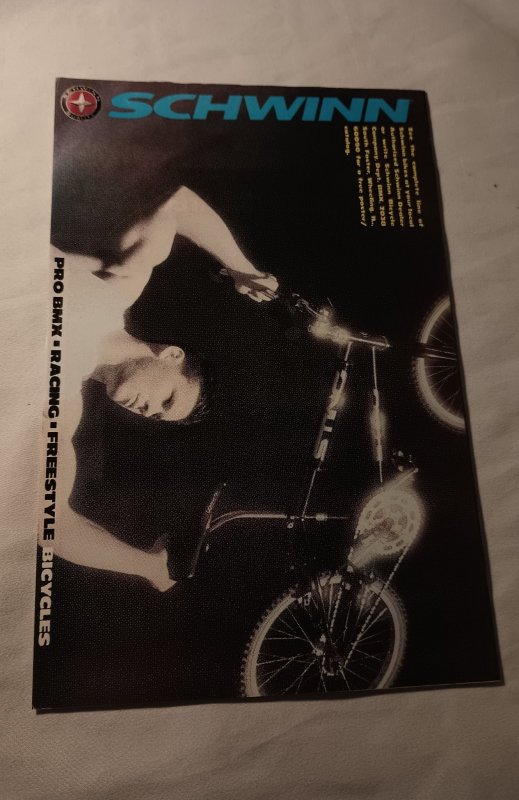 SCHWINN
See the complete line of
Schwinn bikes at your local
authorized Schwinn Dealer
or write Schwinn Bicycle
Company, Dept. BMX, 2030
South Foster, Wheeling, IL,
60090 for a free poster/
catalog.
PRO BMX • RACING • FREESTYLE BICYCLES